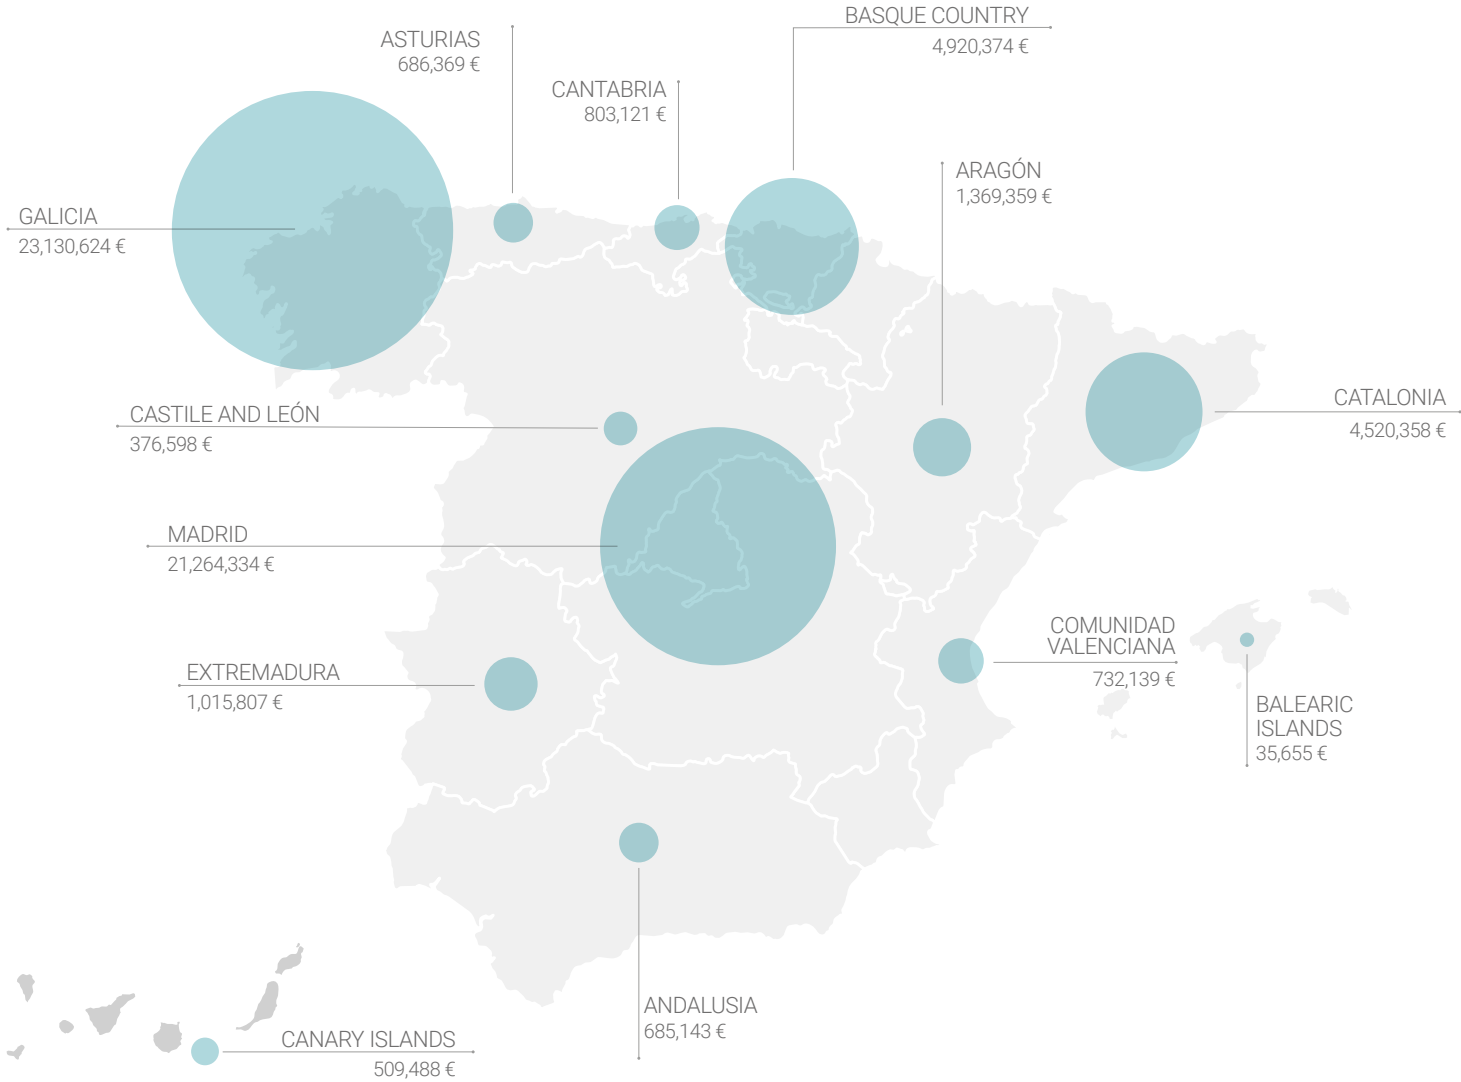 BASQUE COUNTRY
4,920,374 €
ASTURIAS
686,369 €
CANTABRIA
803,121 €
ARAGÓN
1,369,359 €
GALICIA
23,130,624 €
CATALONIA
4,520,358 €
CASTILE AND LEÓN
376,598 €
MADRID
21,264,334 €
COMUNIDAD
VALENCIANA
732,139 €
EXTREMADURA
1,015,807 €
BALEARIC
ISLANDS
35,655 €
ANDALUSIA
685,143 €
CANARY ISLANDS
509,488 €